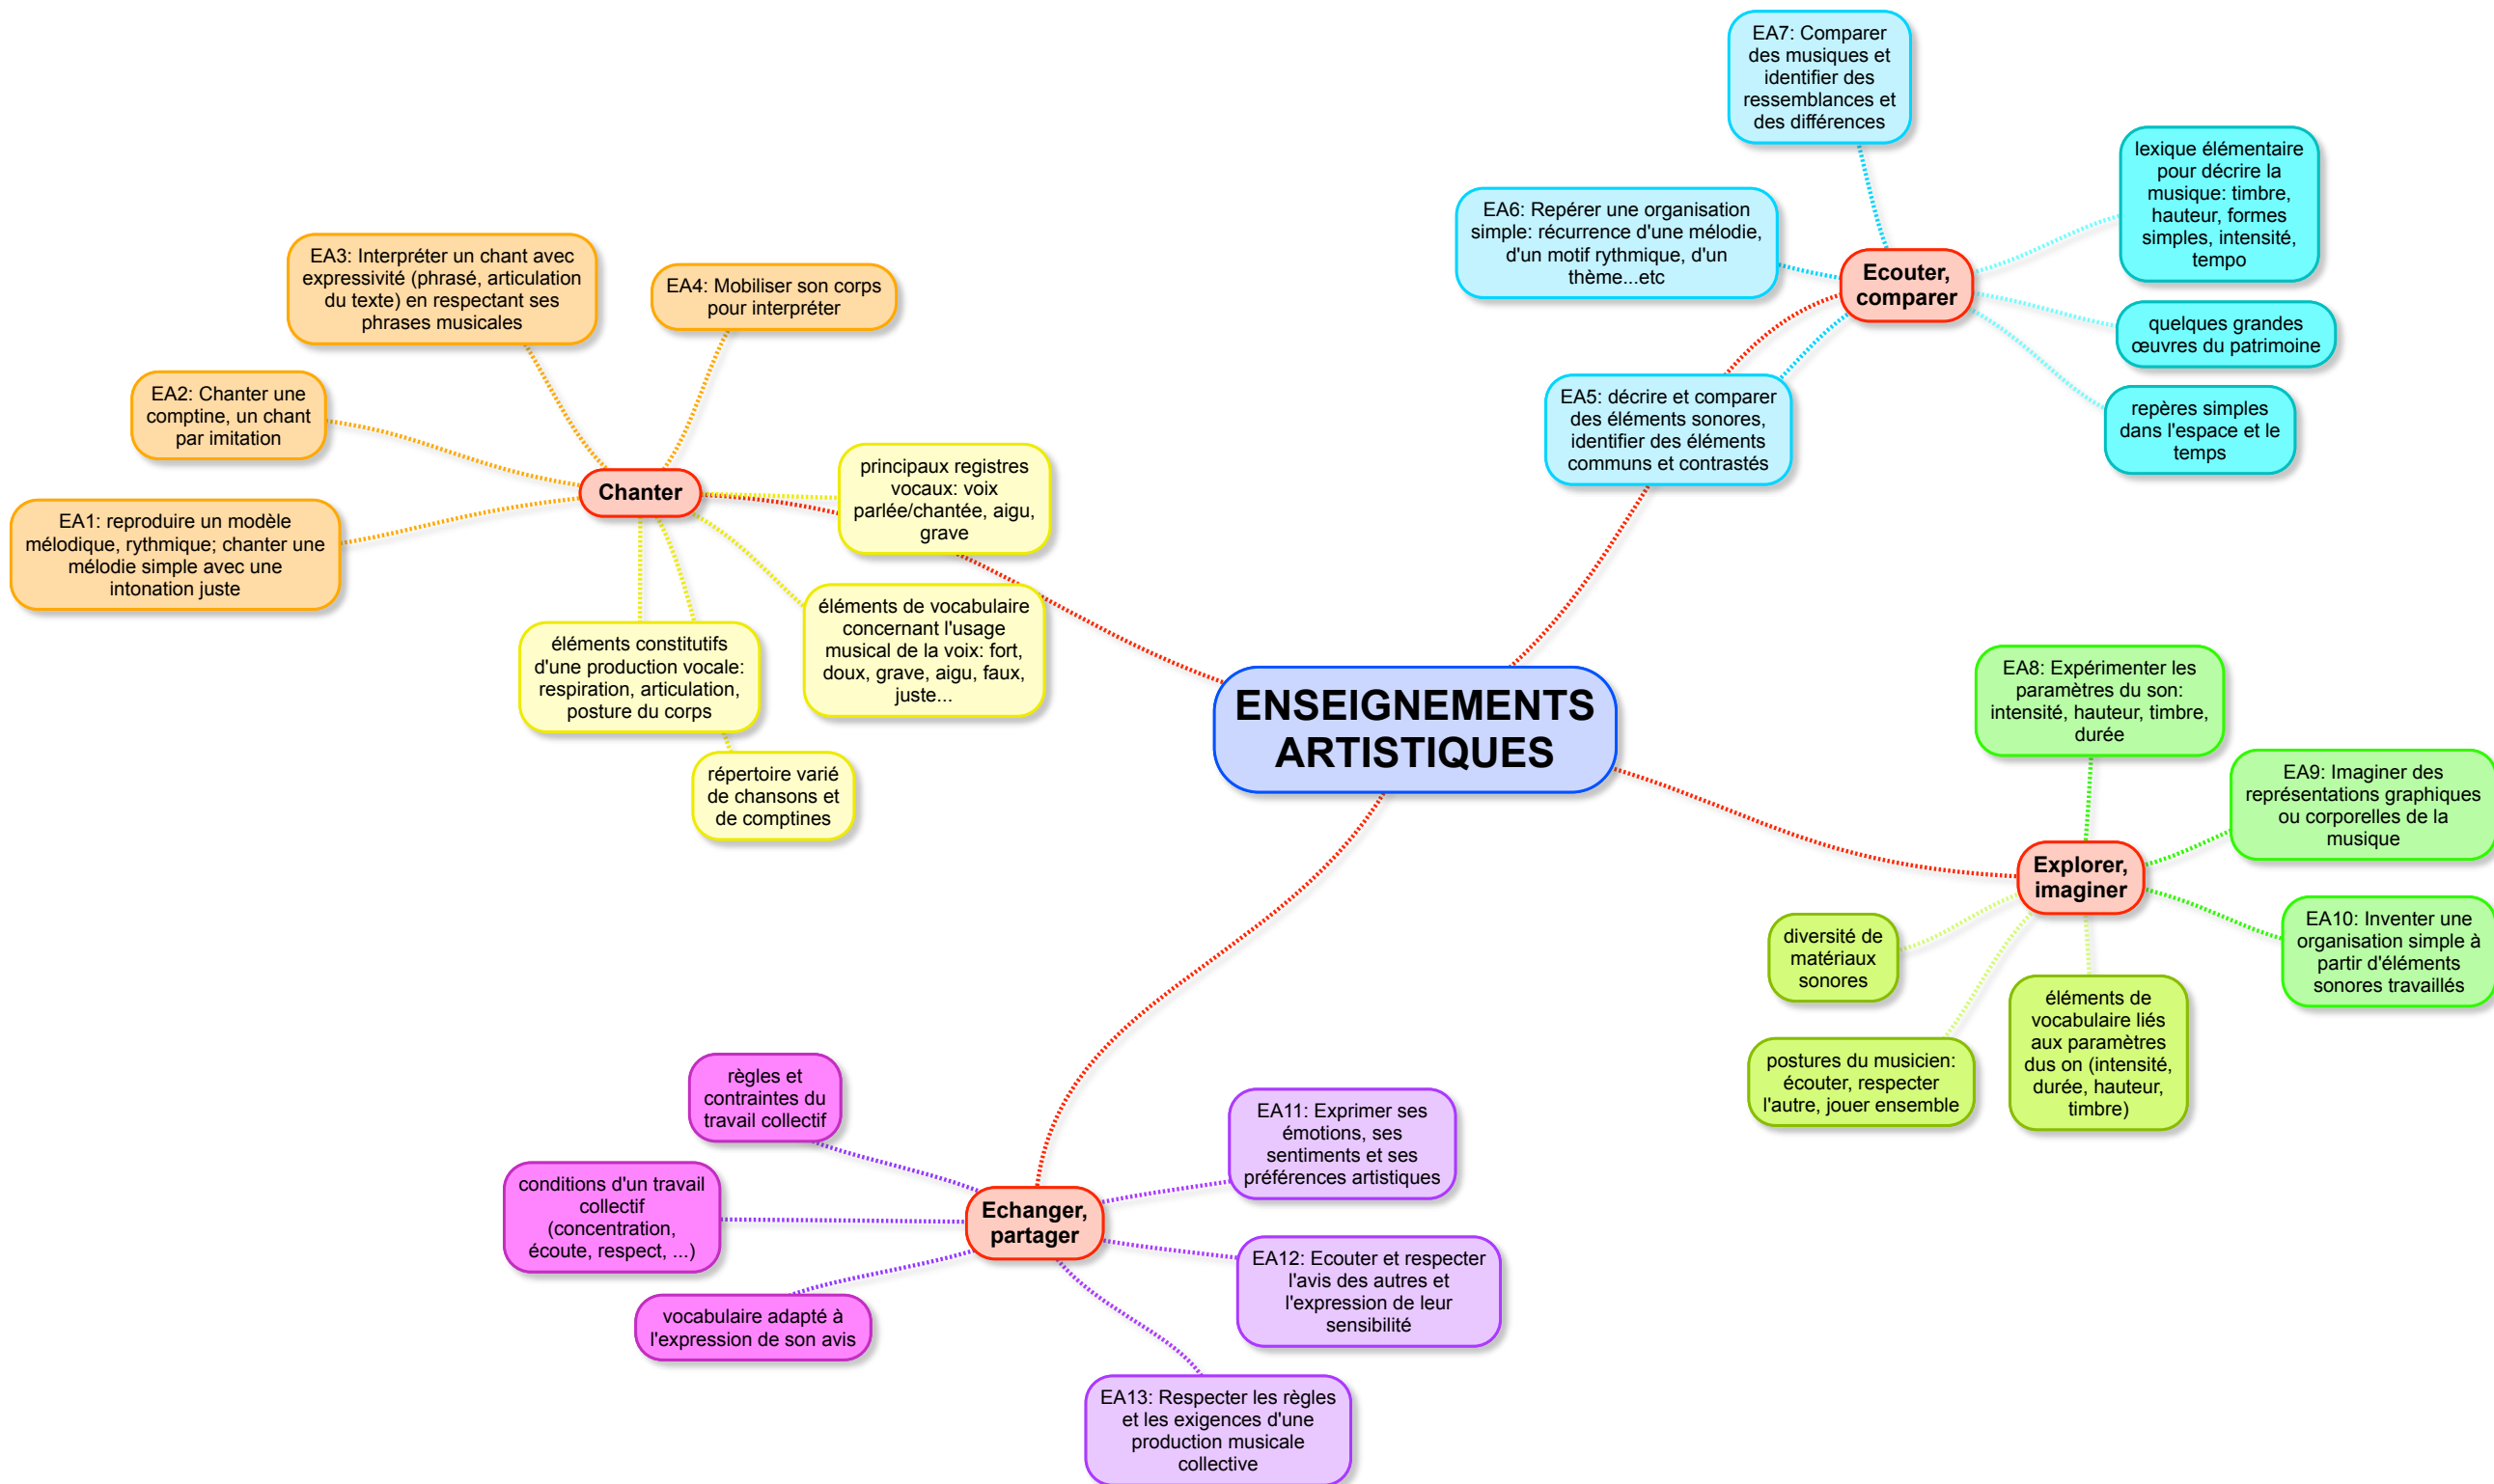 EA7: Comparer
des musiques et
identifier des
ressemblances et
des différences
lexique élémentaire
pour décrire la
musique: timbre,
hauteur, formes
simples, intensité,
tempo
EA6: Repérer une organisation
simple: récurrence d'une mélodie,
d'un motif rythmique, d'un
thème...etc
Ecouter,
comparer
quelques grandes
œuvres du patrimoine
EA5: décrire et comparer
des éléments sonores,
identifier des éléments
communs et contrastés
repères simples
dans l'espace et le
temps
EA3: Interpréter un chant avec
expressivité (phrasé, articulation
du texte) en respectant ses
phrases musicales
EA4: Mobiliser son corps
pour interpréter
EA2: Chanter une
comptine, un chant
par imitation
Chanter
principaux registres
vocaux: voix
parlée/chantée, aigu,
grave
EA1: reproduire un modèle
mélodique, rythmique; chanter une
mélodie simple avec une
intonation juste
éléments de vocabulaire
concernant l'usage
musical de la voix: fort,
doux, grave, aigu, faux,
juste...
éléments constitutifs
d'une production vocale:
respiration, articulation,
posture du corps
répertoire varié
de chansons et
de comptines
ENSEIGNEMENTS
ARTISTIQUES
EA8: Expérimenter les
paramètres du son:
intensité, hauteur, timbre,
durée
EA9: Imaginer des
représentations graphiques
ou corporelles de la
musique
Explorer,
imaginer
EA10: Inventer une
organisation simple à
partir d'éléments
sonores travaillés
diversité de
matériaux
sonores
éléments de
vocabulaire liés
aux paramètres
dus on (intensité,
durée, hauteur,
timbre)
postures du musicien:
écouter, respecter
l'autre, jouer ensemble
règles et
contraintes du
travail collectif
EA11: Exprimer ses
émotions, ses
sentiments et ses
préférences artistiques
conditions d'un travail
collectif
(concentration,
écoute, respect, ...)
Echanger,
partager
EA12: Ecouter et respecter
l'avis des autres et
l'expression de leur
sensibilité
vocabulaire adapté à
l'expression de son avis
EA13: Respecter les règles
et les exigences d'une
production musicale
collective